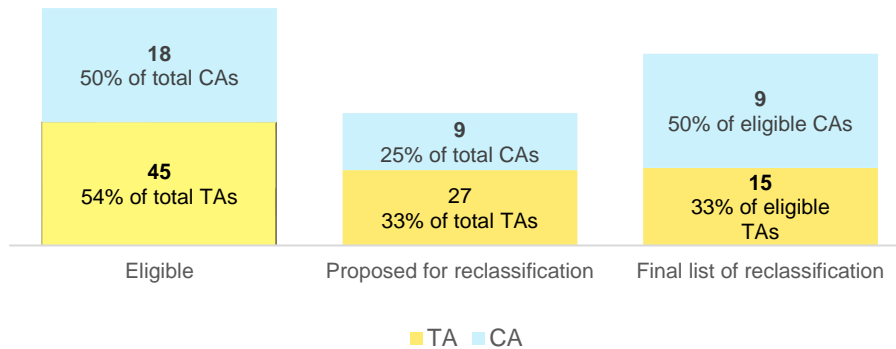 18
50% of total CAs
45
54% of total TAs
Eligible
9
25% of total CAs
27
33% of total TAs
Proposed for reclassification
9
50% of eligible CAs
15
33% of eligible
TAs
Final list of reclassification
TA
CA